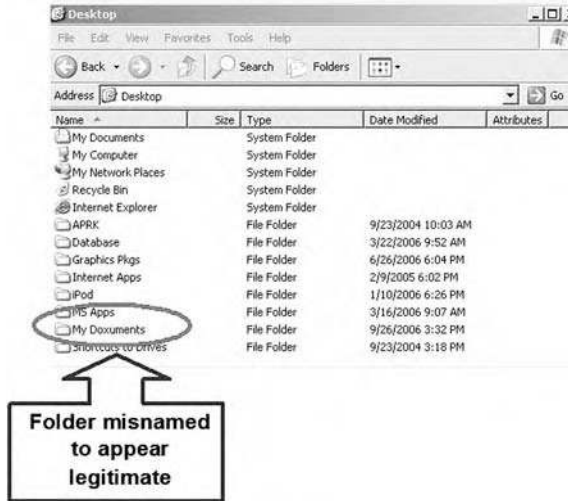 Desktop
File Edit View Favorites Tools Help
Back Search Folders
Address Desktop Go
Name Size Type Date Modified Attributes
My Documents System Folder
My Computer System Folder
My Network Places System Folder
Recycle Bin System Folder
Internet Explorer System Folder
APRK File Folder 9/23/2004 10:03 AM
Database File Folder 3/22/2006 9:52 AM
Graphics Pkgs File Folder 6/26/2006 6:04 PM
Internet Apps File Folder 2/9/2005 6:02 PM
iPod File Folder 1/10/2006 6:26 PM
MS Apps File Folder 3/16/2006 9:07 AM
My Doxuments File Folder 9/26/2006 3:32 PM
Shortcuts to Drives File Folder 9/23/2004 3:18 PM
Folder misnamed
to appear
legitimate